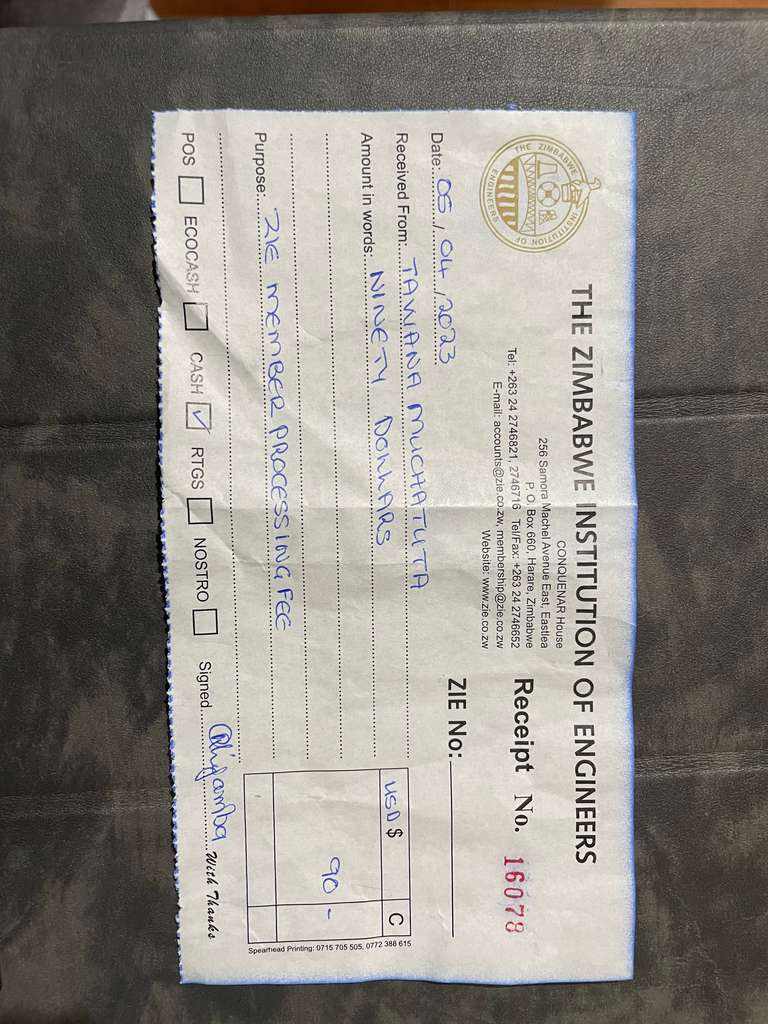 THE ZIMBABWE INSTITUTION OF ENGINEERS
THE ZIMBABWE INSTITUTION OF ENGINEERS
CONQUENAR House
256 Samora Machel Avenue East, Eastlea
P. O. Box 660, Harare, Zimbabwe
Tel: +263 24 2746821, 2746716 Tel/Fax: +263 24 2746652
E-mail: accounts@zie.co.zw, membership@zie.co.zw
Website: www.zie.co.zw
Receipt No. 16078
Date: 05/04/2023
ZIE No:
Received From: TAWANA MUCHATUTA
Amount in words: NINETY DOLLARS
Purpose: ZIE MEMBER PROCESSING FEE
USD $ C
90 -
POS ECOCASH CASH ✓ RTGS NOSTRO Signed With Thanks
Spearhead Printing: 0715 705 505, 0772 388 615